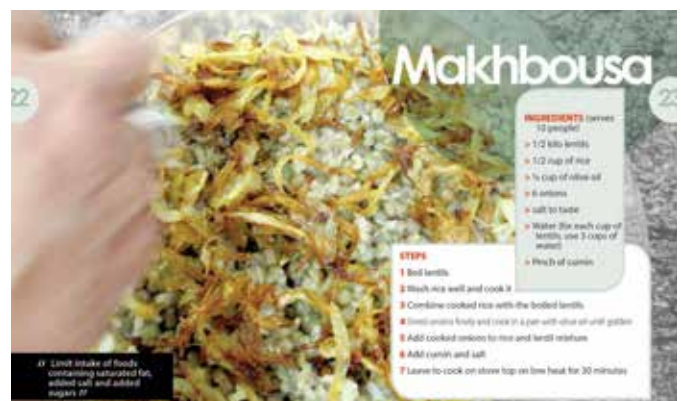 22
Makhbousa
23
INGREDIENTS (serves
10 people)
» 1/2 kilo lentils
» 1/2 cup of rice
» ¾ cup of olive oil
» 6 onions
» salt to taste
» Water (for each cup of
lentils, use 3 cups of
water)
» Pinch of cumin
STEPS
1 Boil lentils
2 Wash rice well and cook it
3 Combine cooked rice with the boiled lentils
4 onions finely and cook in a pan with olive oil until golden
5 Add cooked onions to rice and lentil mixture
6 Add cumin and salt
7 Leave to cook on stove top on low heat for 30 minutes
// Limit intake of foods
containing saturated fat,
added salt and added
sugars //